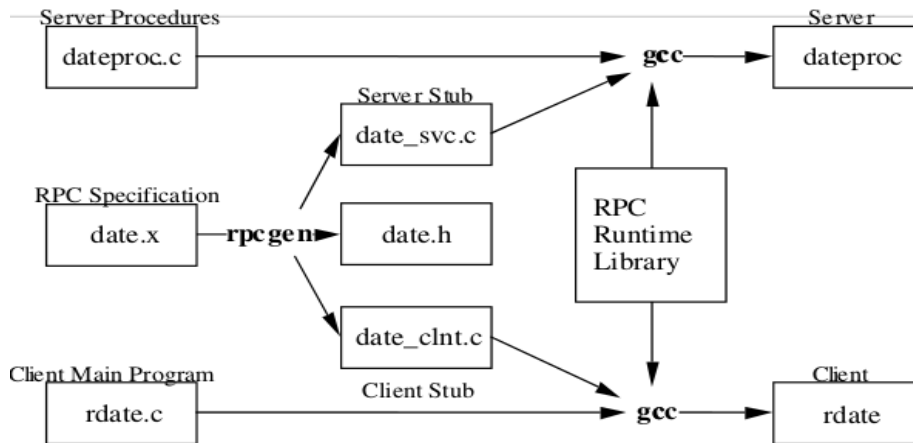 Server Procedures
Server
dateproc.c
gcc
dateproc
Server Stub
date_svc.c
RPC Specification
date.x
rpcgen
date.h
RPC
Runtime
Library
date_clnt.c
Client Main Program
Client Stub
Client
rdate.c
gcc
rdate